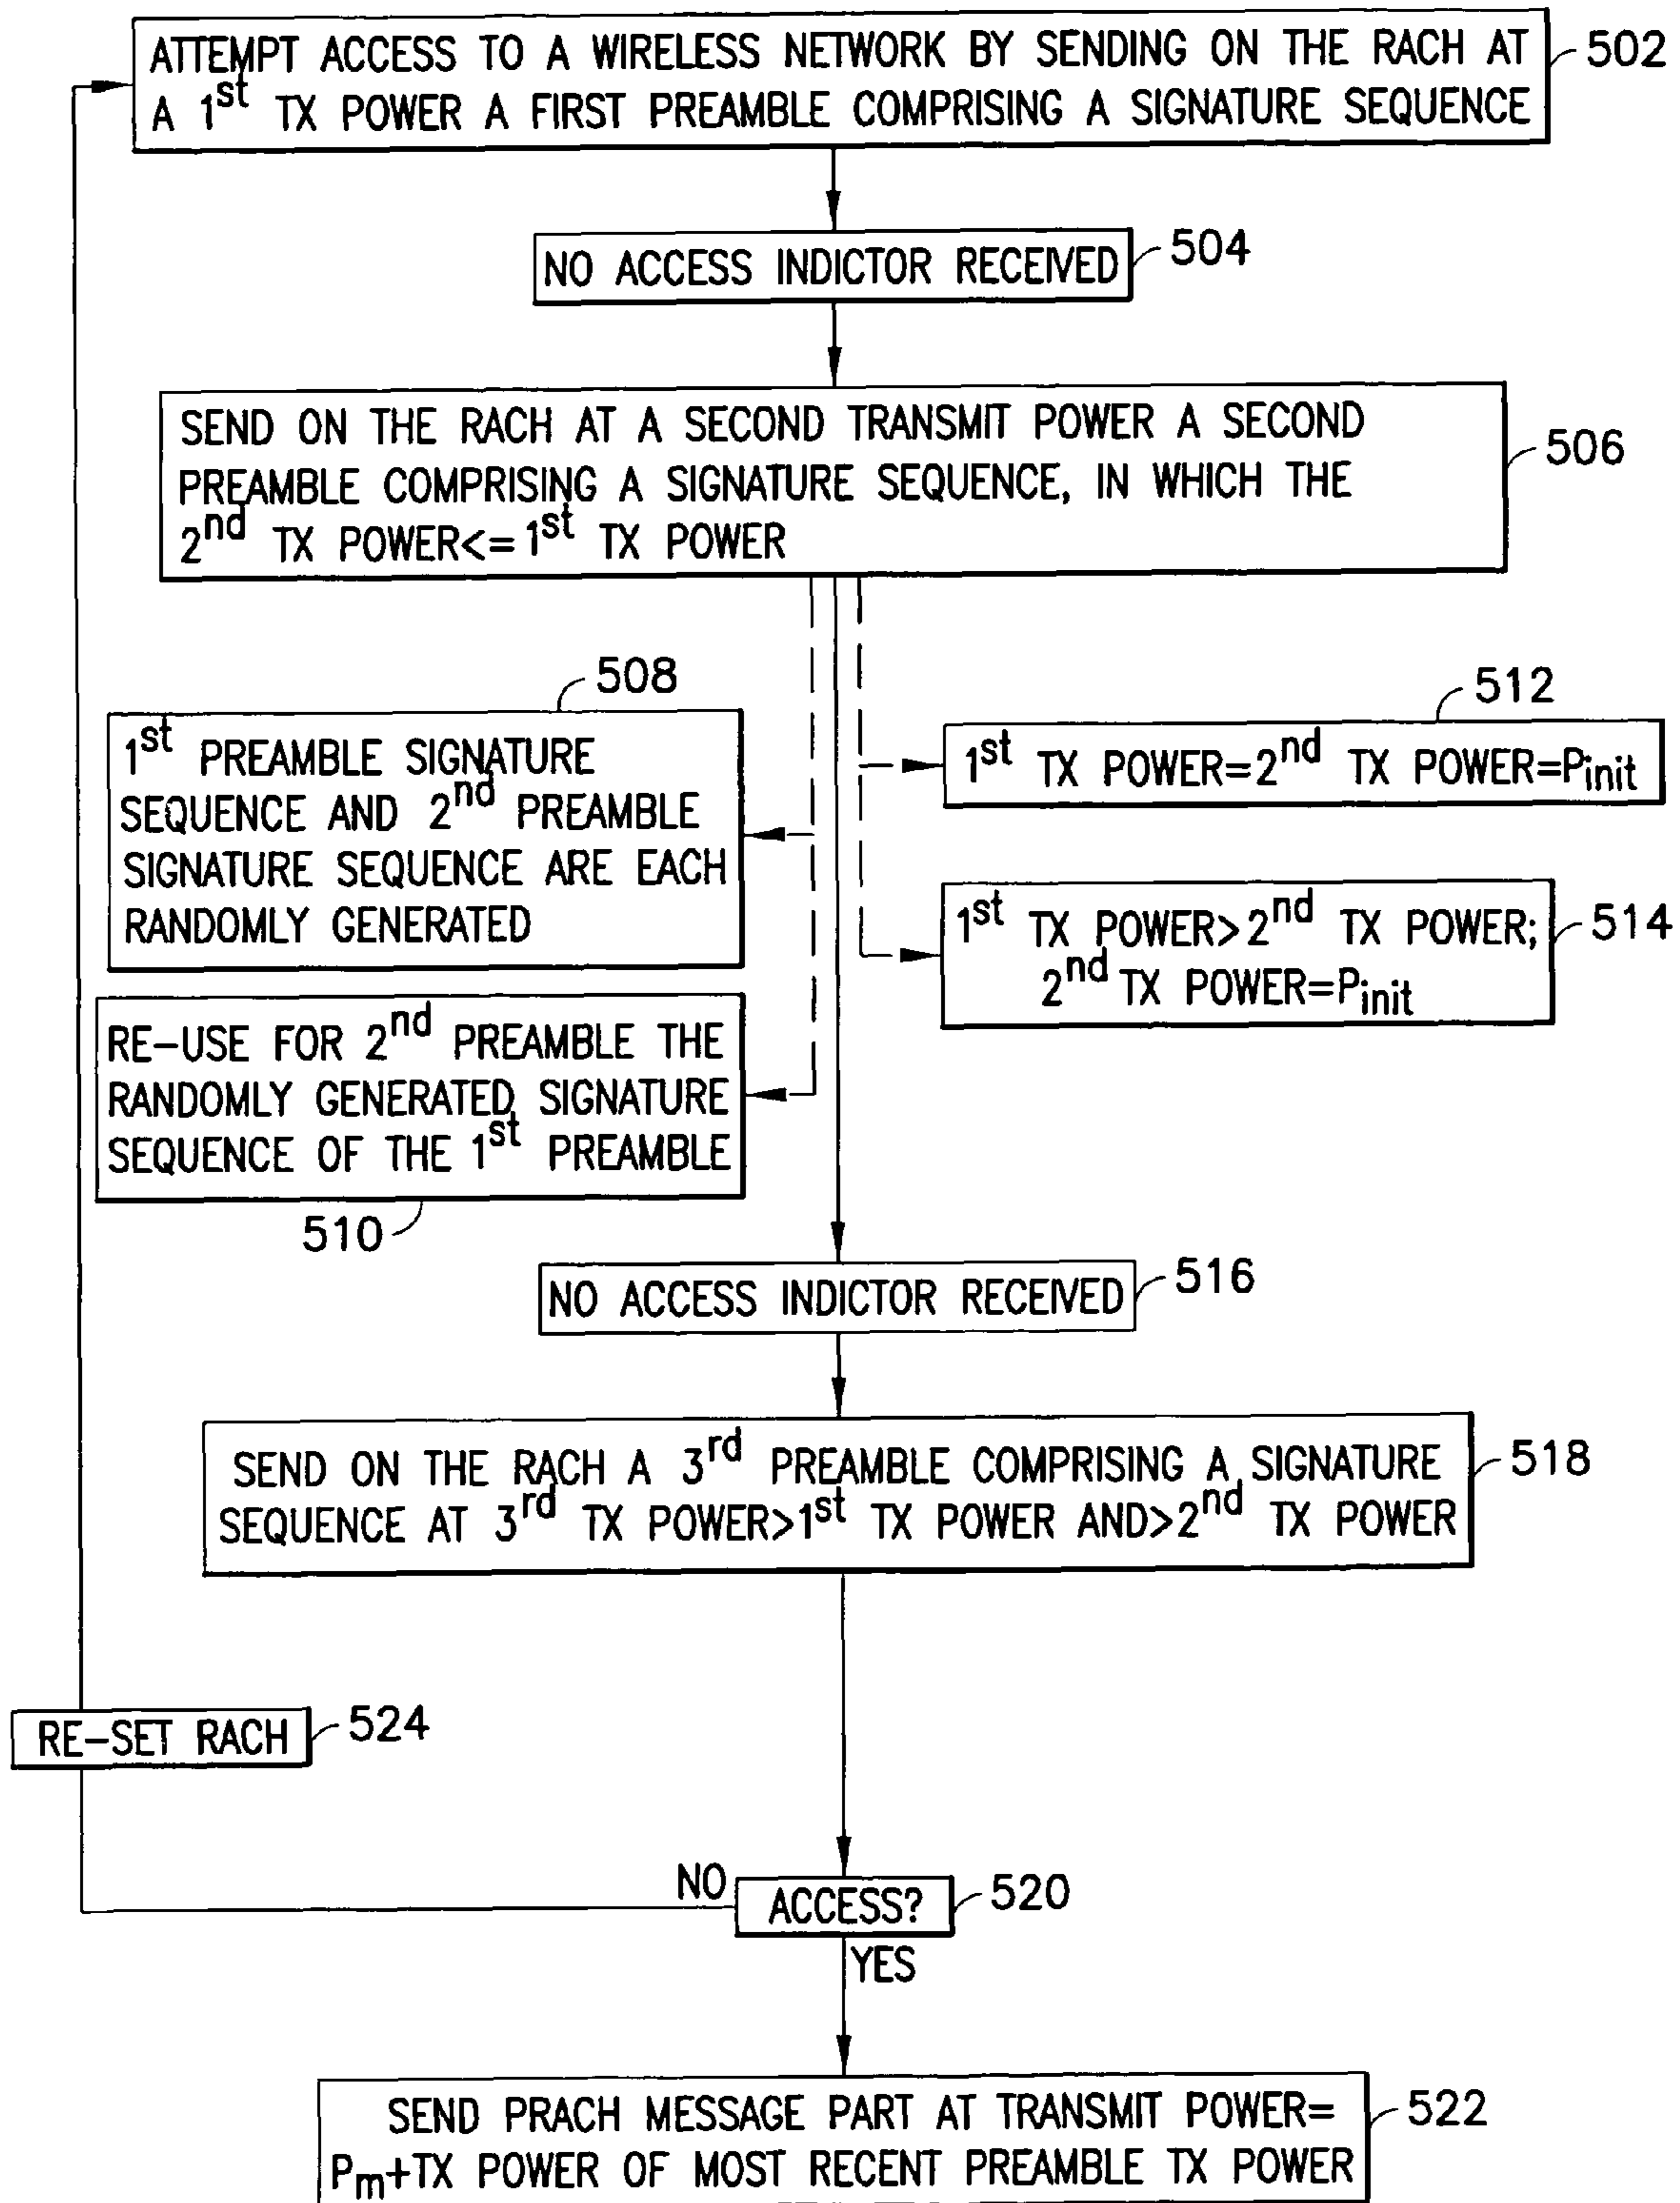 ATTEMPT ACCESS TO A WIRELESS NETWORK BY SENDING ON THE RACH AT
A 1st TX POWER A FIRST PREAMBLE COMPRISING A SIGNATURE SEQUENCE
502
NO ACCESS INDICTOR RECEIVED
504
SEND ON THE RACH AT A SECOND TRANSMIT POWER A SECOND
PREAMBLE COMPRISING A SIGNATURE SEQUENCE, IN WHICH THE
2nd TX POWER<=1st TX POWER
506
508
1st PREAMBLE SIGNATURE
SEQUENCE AND 2nd PREAMBLE
SIGNATURE SEQUENCE ARE EACH
RANDOMLY GENERATED
512
1st TX POWER=2nd TX POWER=Pinit
1st TX POWER>2nd TX POWER;
2nd TX POWER=Pinit
514
RE-USE FOR 2nd PREAMBLE THE
RANDOMLY GENERATED SIGNATURE
SEQUENCE OF THE 1st PREAMBLE
510
NO ACCESS INDICTOR RECEIVED
516
SEND ON THE RACH A 3rd PREAMBLE COMPRISING A SIGNATURE
SEQUENCE AT 3rd TX POWER>1st TX POWER AND>2nd TX POWER
518
RE-SET RACH
524
NO
ACCESS?
520
YES
SEND PRACH MESSAGE PART AT TRANSMIT POWER=
Pm+TX POWER OF MOST RECENT PREAMBLE TX POWER
522